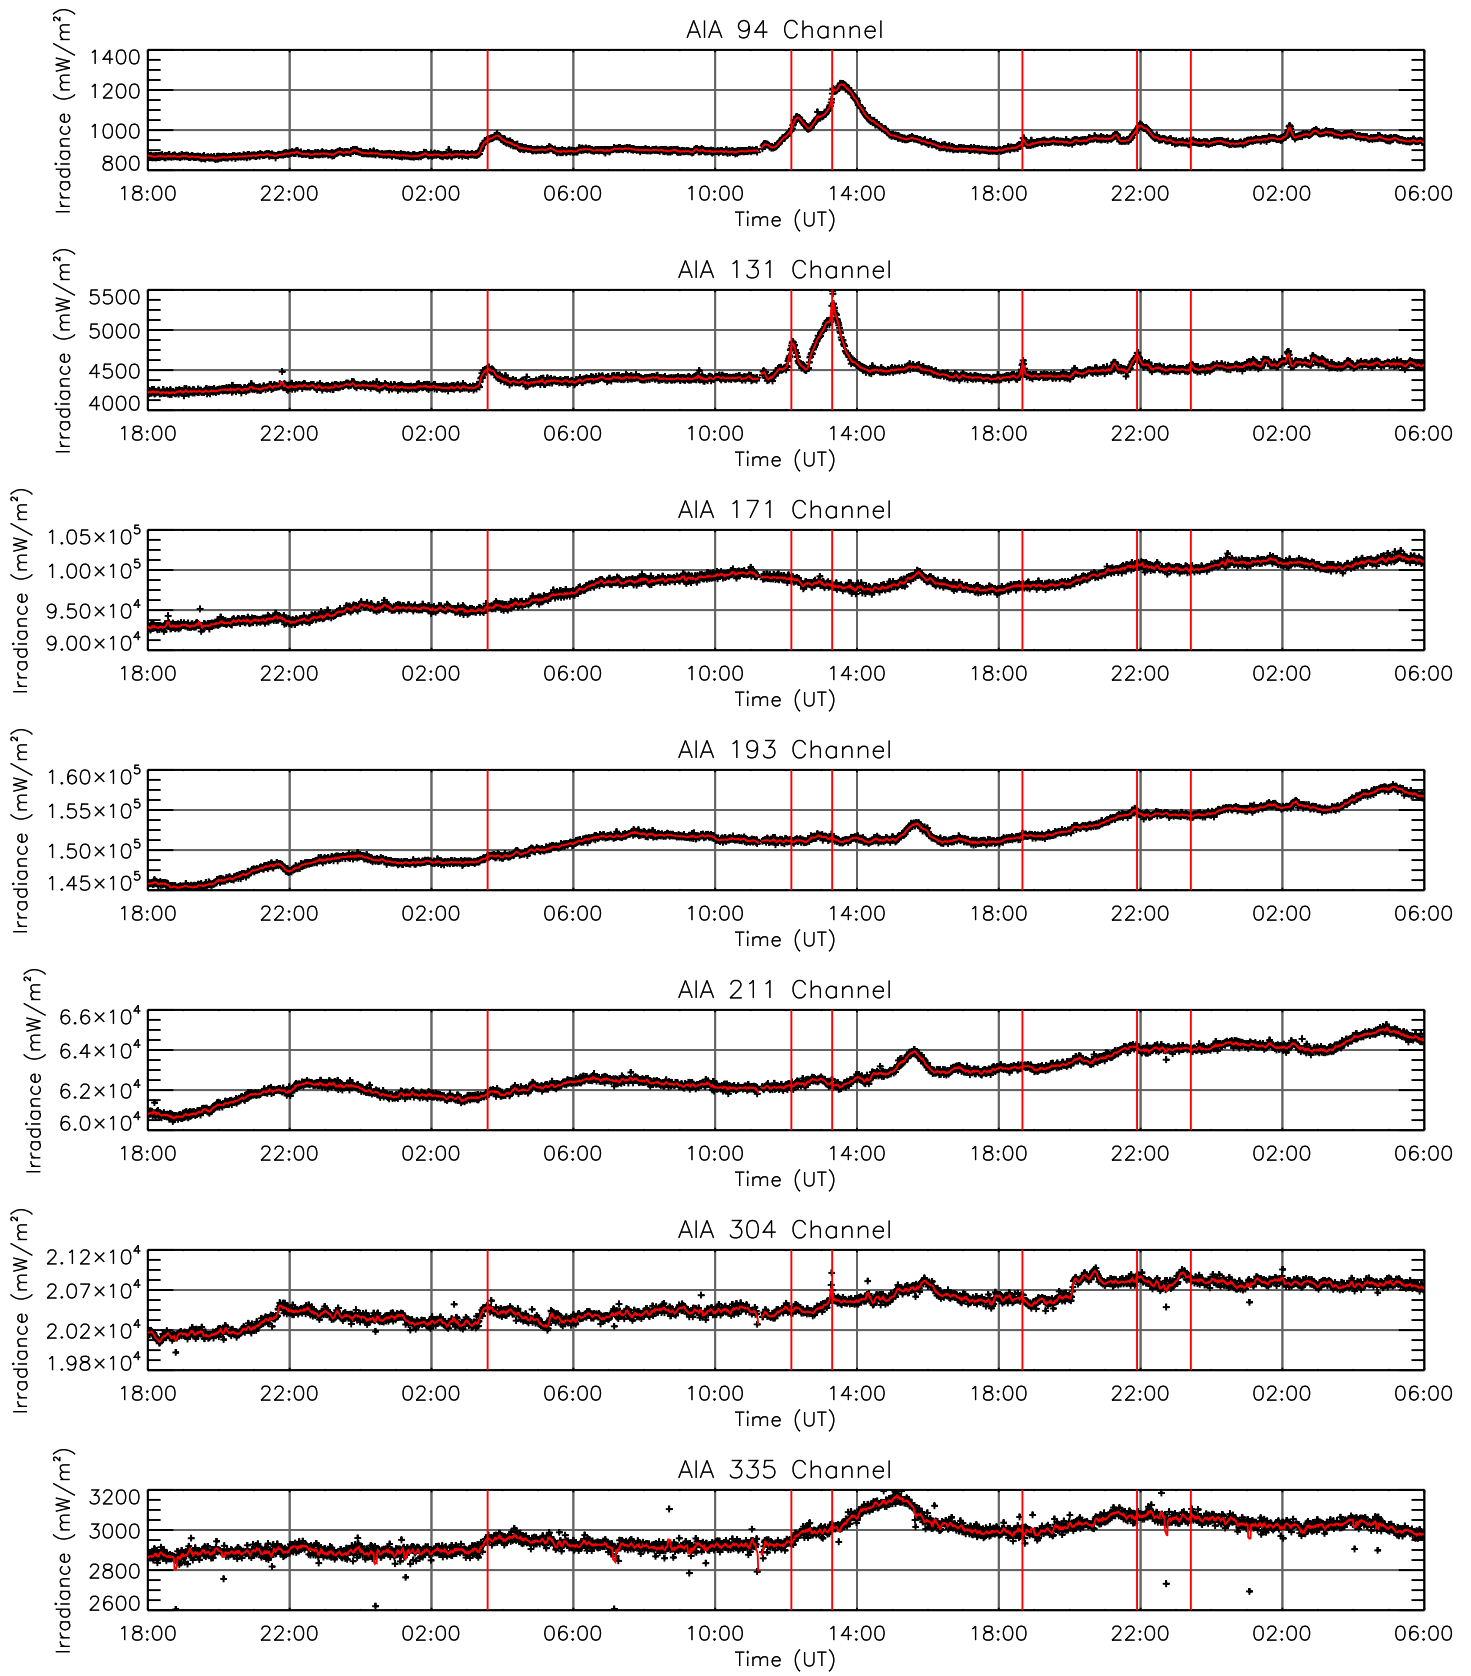 AIA 94 Channel
Irradiance (mW/m²)
1400
1200
1000
800
18:00 22:00 02:00 06:00 10:00 14:00 18:00 22:00 02:00 06:00
Time (UT)
AIA 131 Channel
Irradiance (mW/m²)
5500
5000
4500
4000
18:00 22:00 02:00 06:00 10:00 14:00 18:00 22:00 02:00 06:00
Time (UT)
AIA 171 Channel
Irradiance (mW/m²)
1.05×10⁵
1.00×10⁵
9.50×10⁴
9.00×10⁴
18:00 22:00 02:00 06:00 10:00 14:00 18:00 22:00 02:00 06:00
Time (UT)
AIA 193 Channel
Irradiance (mW/m²)
1.60×10⁵
1.55×10⁵
1.50×10⁵
1.45×10⁵
18:00 22:00 02:00 06:00 10:00 14:00 18:00 22:00 02:00 06:00
Time (UT)
AIA 211 Channel
Irradiance (mW/m²)
6.6×10⁴
6.4×10⁴
6.2×10⁴
6.0×10⁴
18:00 22:00 02:00 06:00 10:00 14:00 18:00 22:00 02:00 06:00
Time (UT)
AIA 304 Channel
Irradiance (mW/m²)
2.12×10⁴
2.07×10⁴
2.02×10⁴
1.98×10⁴
18:00 22:00 02:00 06:00 10:00 14:00 18:00 22:00 02:00 06:00
Time (UT)
AIA 335 Channel
Irradiance (mW/m²)
3200
3000
2800
2600
18:00 22:00 02:00 06:00 10:00 14:00 18:00 22:00 02:00 06:00
Time (UT)